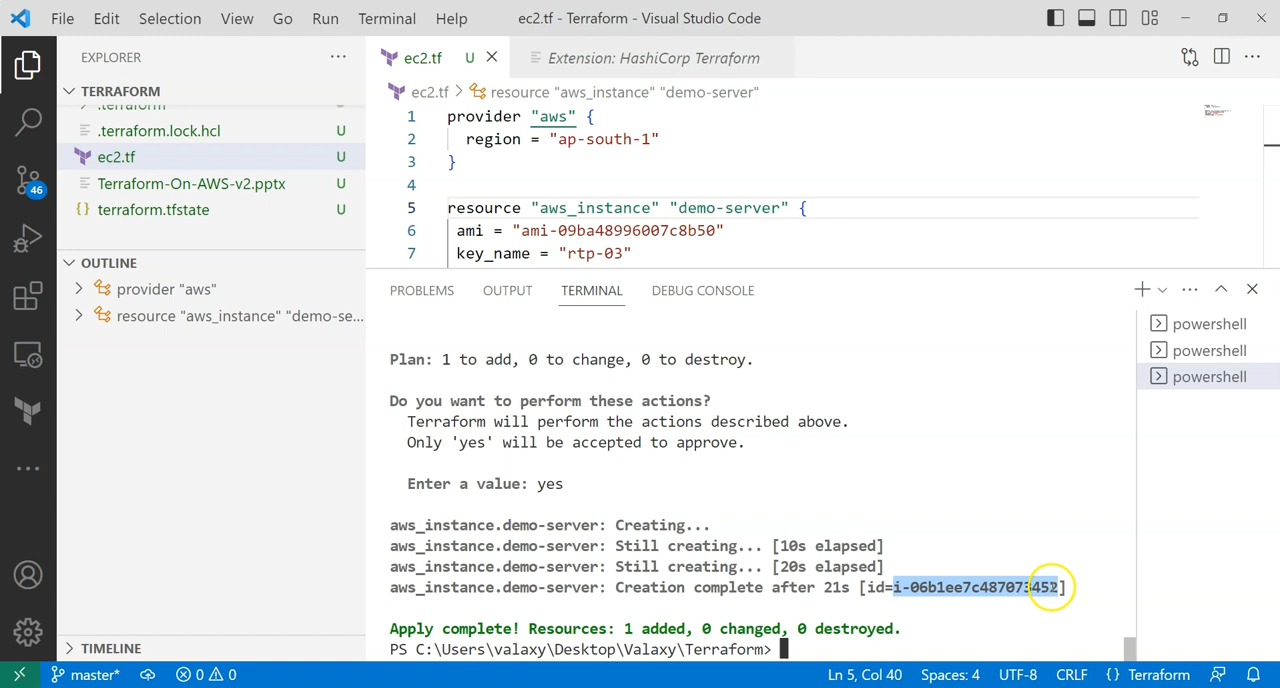 File Edit Selection View Go Run Terminal Help ec2.tf - Terraform - Visual Studio Code
EXPLORER
TERRAFORM
.terraform
.terraform.lock.hcl U
ec2.tf U
Terraform-On-AWS-v2.pptx U
{} terraform.tfstate U
OUTLINE
provider "aws"
resource "aws_instance" "demo-se...
TIMELINE
46
ec2.tf U
Extension: HashiCorp Terraform
ec2.tf > resource "aws_instance" "demo-server"
1 provider "aws" {
2 region = "ap-south-1"
3 }
4
5 resource "aws_instance" "demo-server" {
6 ami = "ami-09ba48996007c8b50"
7 key_name = "rtp-03"
PROBLEMS OUTPUT TERMINAL DEBUG CONSOLE
powershell
powershell
powershell
Plan: 1 to add, 0 to change, 0 to destroy.
Do you want to perform these actions?
Terraform will perform the actions described above.
Only 'yes' will be accepted to approve.
Enter a value: yes
aws_instance.demo-server: Creating...
aws_instance.demo-server: Still creating... [10s elapsed]
aws_instance.demo-server: Still creating... [20s elapsed]
aws_instance.demo-server: Creation complete after 21s [id=i-06b1ee7c487073452]
Apply complete! Resources: 1 added, 0 changed, 0 destroyed.
PS C:\Users\valaxy\Desktop\Valaxy\Terraform>
master* 0 0 Ln 5, Col 40 Spaces: 4 UTF-8 CRLF {} Terraform